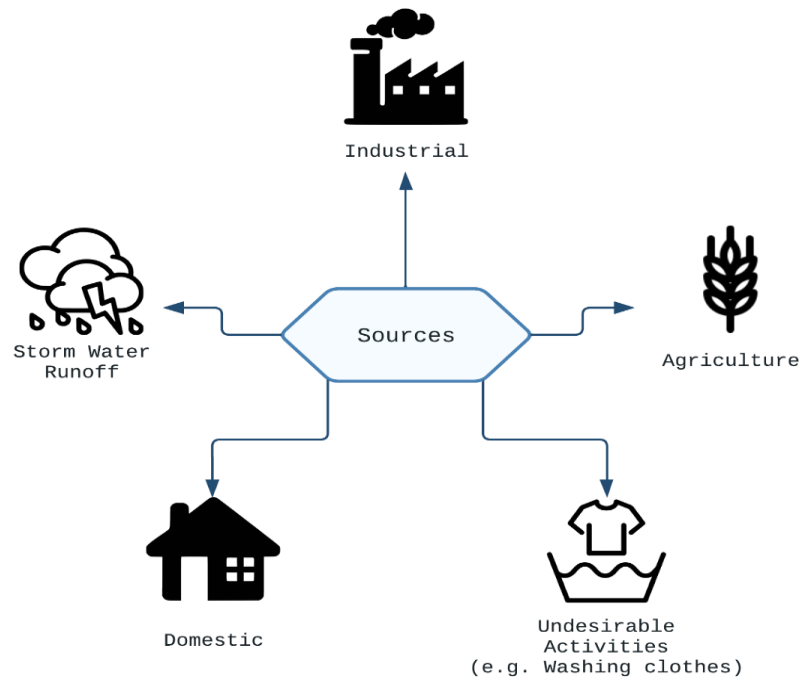 Industrial
Sources
Storm Water
Runoff
Agriculture
Domestic
Undesirable
Activities
(e.g. Washing clothes)